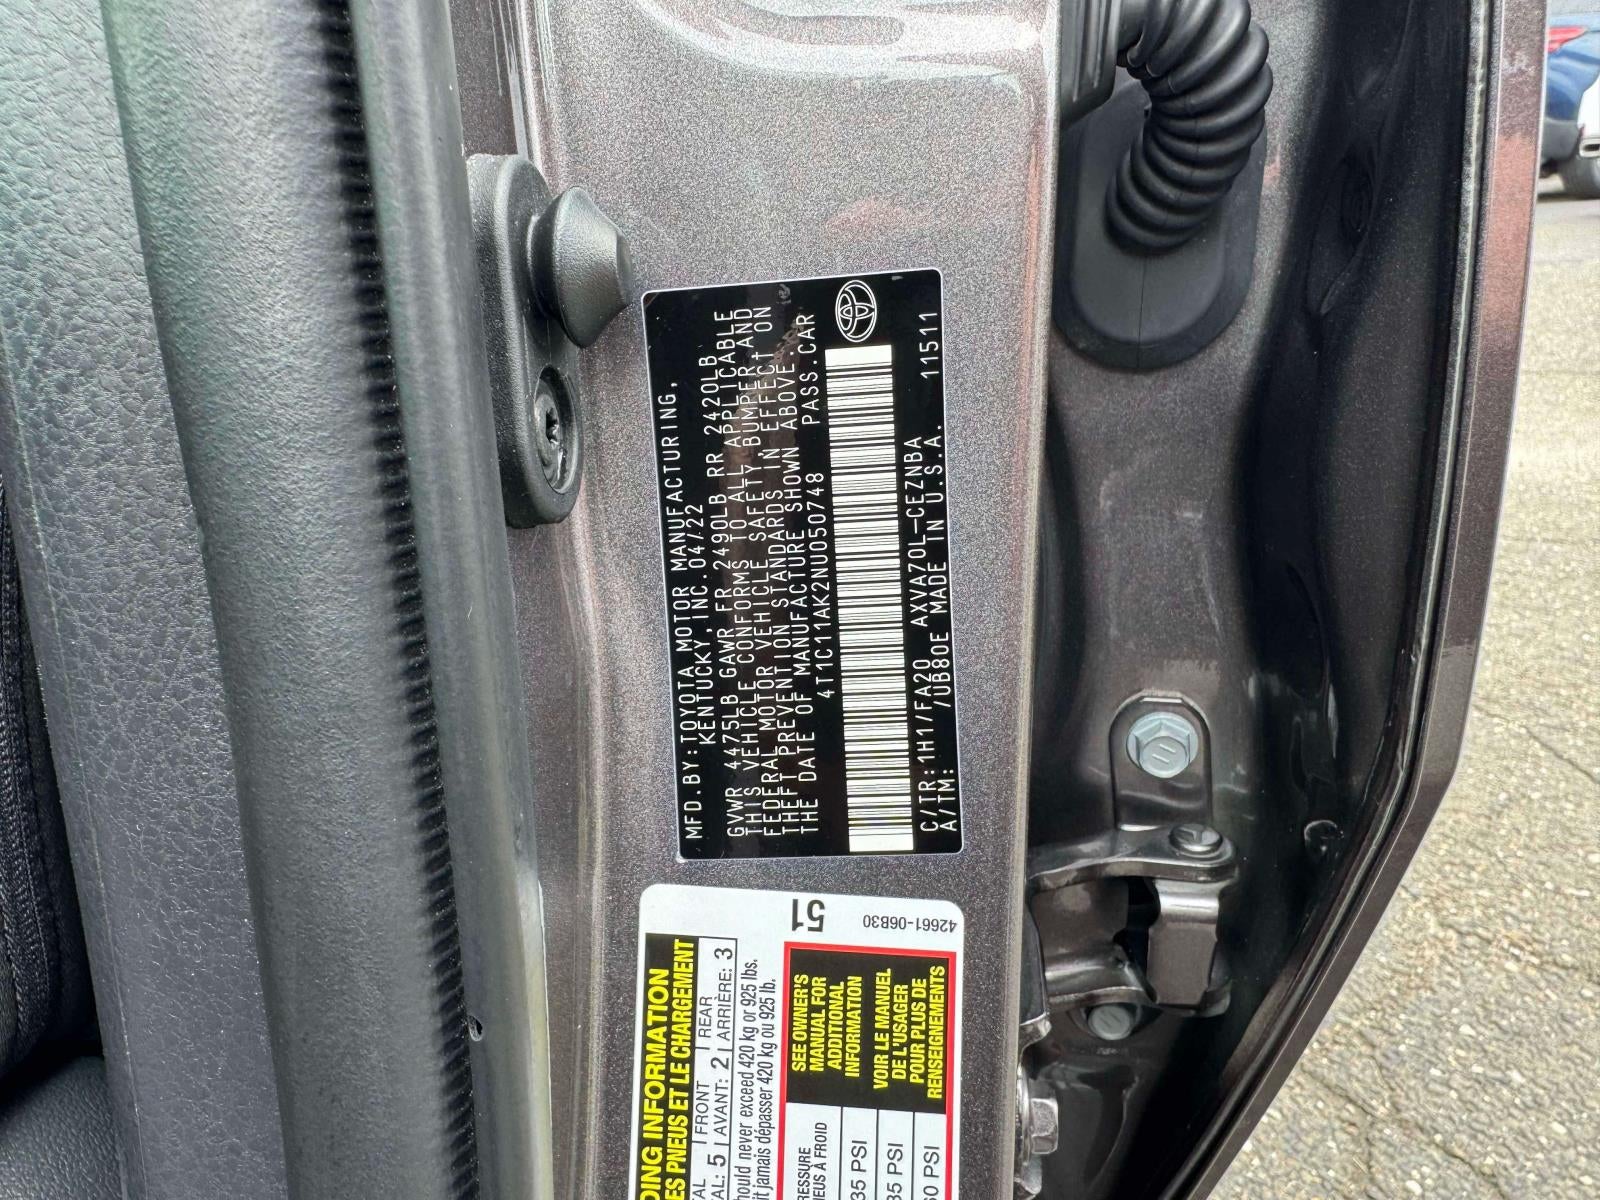 MFD.BY:TOYOTA MOTOR MANUFACTURING,
KENTUCKY,INC.04/22
GVWR 4475LB GAWR FR 2490LB RR 2420LB
THIS VEHICLE CONFORMS TO ALL APPLICABLE
FEDERAL MOTOR VEHICLE SAFETY, BUMPER, AND
THEFT PREVENTION STANDARDS IN EFFECT ON
THE DATE OF MANUFACTURE SHOWN ABOVE.
4T1C11AK2NU050748 PASS.CAR
C/TR:1H1/FA20 AXVA70L-CEZNBA
A/TM: /UB80E MADE IN U.S.A. 11511
51
42661-06B30
DING INFORMATION
ES PNEUS ET LE CHARGEMENT
AL: 5 FRONT AVANT: 2 REAR ARRIÈRE: 3
hould never exceed 420 kg or 925 lbs.
it jamais dépasser 420 kg ou 925 lb.
RESSURE
NEUS À FROID
35 PSI
35 PSI
60 PSI
SEE OWNER'S
MANUAL FOR
ADDITIONAL
INFORMATION
VOIR LE MANUEL
DE L'USAGER
POUR PLUS DE
RENSEIGNEMENTS